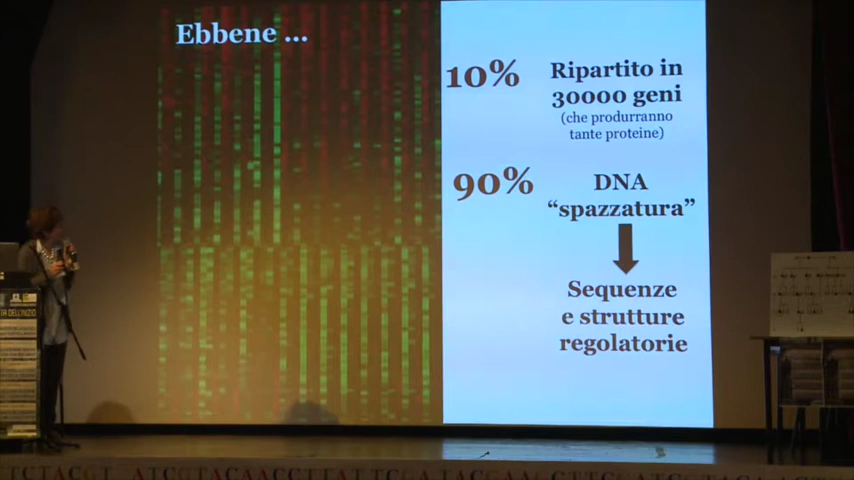 Ebbene ...
10%
Ripartito in
30000 geni
(che produrranno
tante proteine)
90%
DNA
“spazzatura”
Sequenze
e strutture
regolatorie